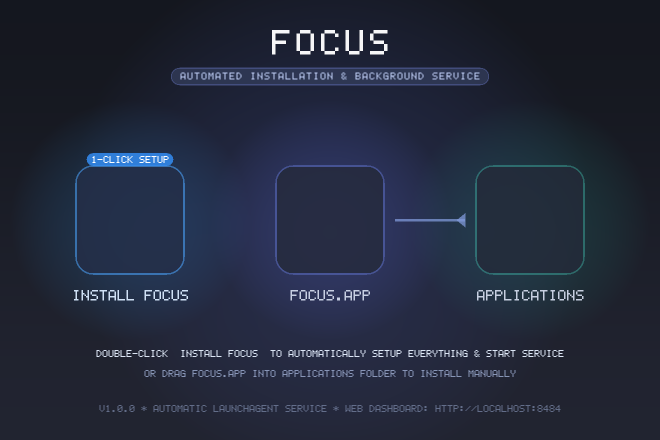 FOCUS
AUTOMATED INSTALLATION & BACKGROUND SERVICE
1-CLICK SETUP
INSTALL FOCUS
FOCUS.APP
APPLICATIONS
DOUBLE-CLICK INSTALL FOCUS TO AUTOMATICALLY SETUP EVERYTHING & START SERVICE
OR DRAG FOCUS.APP INTO APPLICATIONS FOLDER TO INSTALL MANUALLY
V1.0.0 * AUTOMATIC LAUNCHAGENT SERVICE * WEB DASHBOARD: HTTP://LOCALHOST:8484